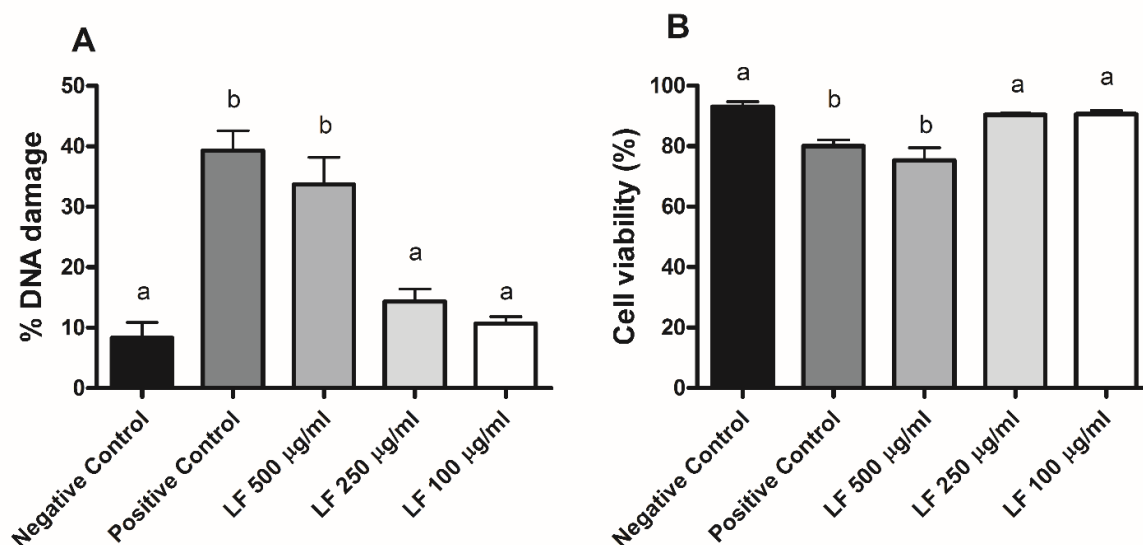 A
% DNA damage
50
40
30
20
10
0
a
b
b
a
a
Negative Control
Positive Control
LF 500 μg/ml
LF 250 μg/ml
LF 100 μg/ml
B
Cell viability (%)
100
80
60
40
20
0
a
b
b
a
a
Negative Control
Positive Control
LF 500 μg/ml
LF 250 μg/ml
LF 100 μg/ml